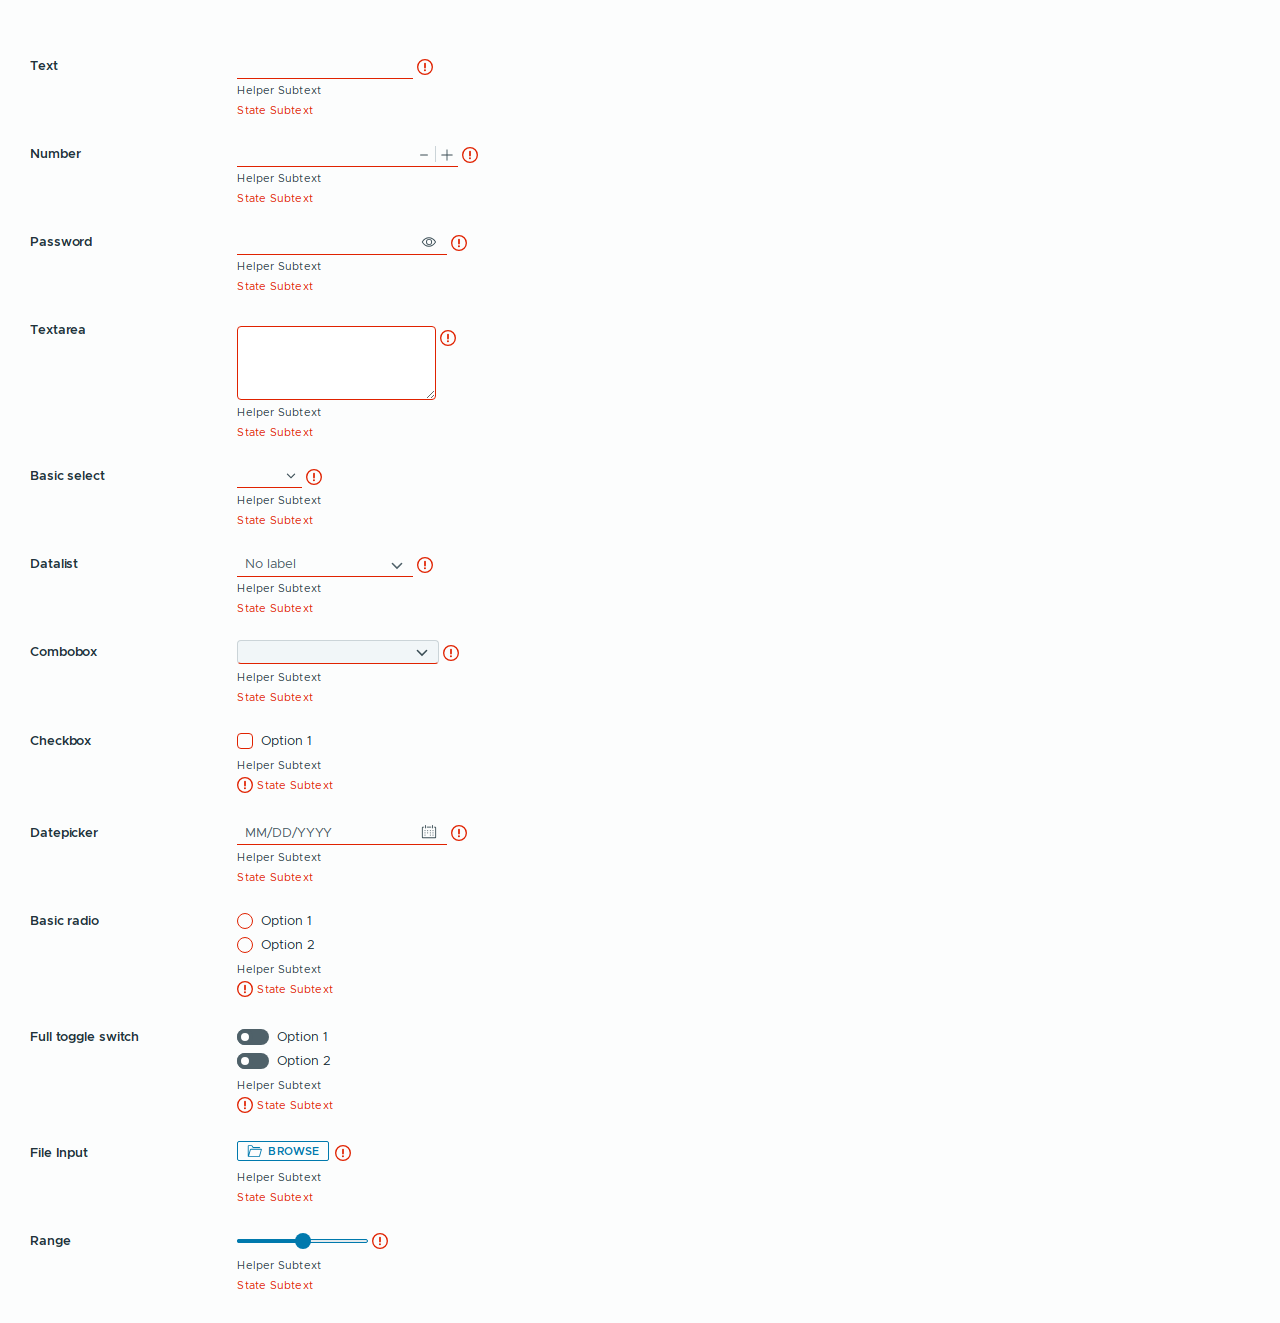 Text
Helper Subtext
State Subtext
Number
Helper Subtext
State Subtext
Password
Helper Subtext
State Subtext
Textarea
Helper Subtext
State Subtext
Basic select
Helper Subtext
State Subtext
Datalist No label
Helper Subtext
State Subtext
Combobox
Helper Subtext
State Subtext
Checkbox Option 1
Helper Subtext
State Subtext
Datepicker MM/DD/YYYY
Helper Subtext
State Subtext
Basic radio Option 1
Option 2
Helper Subtext
State Subtext
Full toggle switch Option 1
Option 2
Helper Subtext
State Subtext
File Input BROWSE
Helper Subtext
State Subtext
Range
Helper Subtext
State Subtext